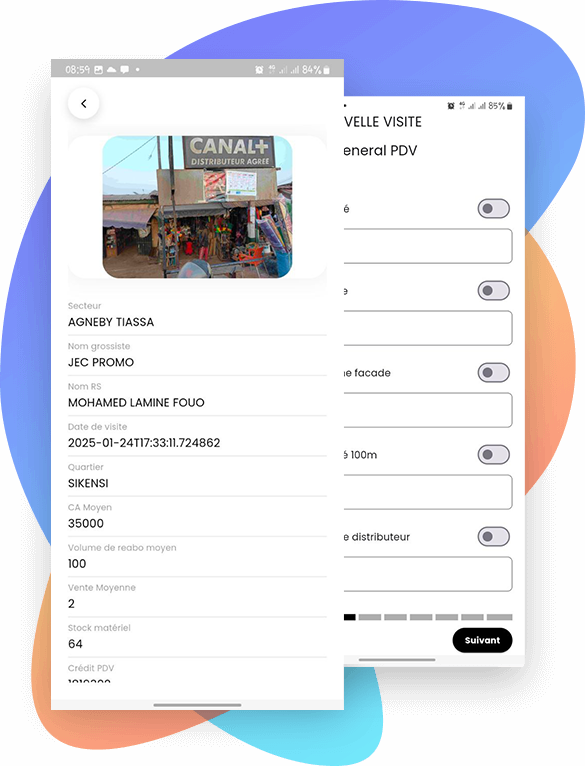 08:59
84%
CANAL+
DISTRIBUTEUR AGREE
Secteur
AGNEBY TIASSA
Nom grossiste
JEC PROMO
Nom RS
MOHAMED LAMINE FOUO
Date de visite
2025-01-24T17:33:11.724862
Quartier
SIKENSI
CA Moyen
35000
Volume de reabo moyen
100
Vente Moyenne
2
Stock matériel
64
Crédit PDV
85%
VELLE VISITE
eneral PDV
é
e
ne facade
é 100m
e distributeur
Suivant